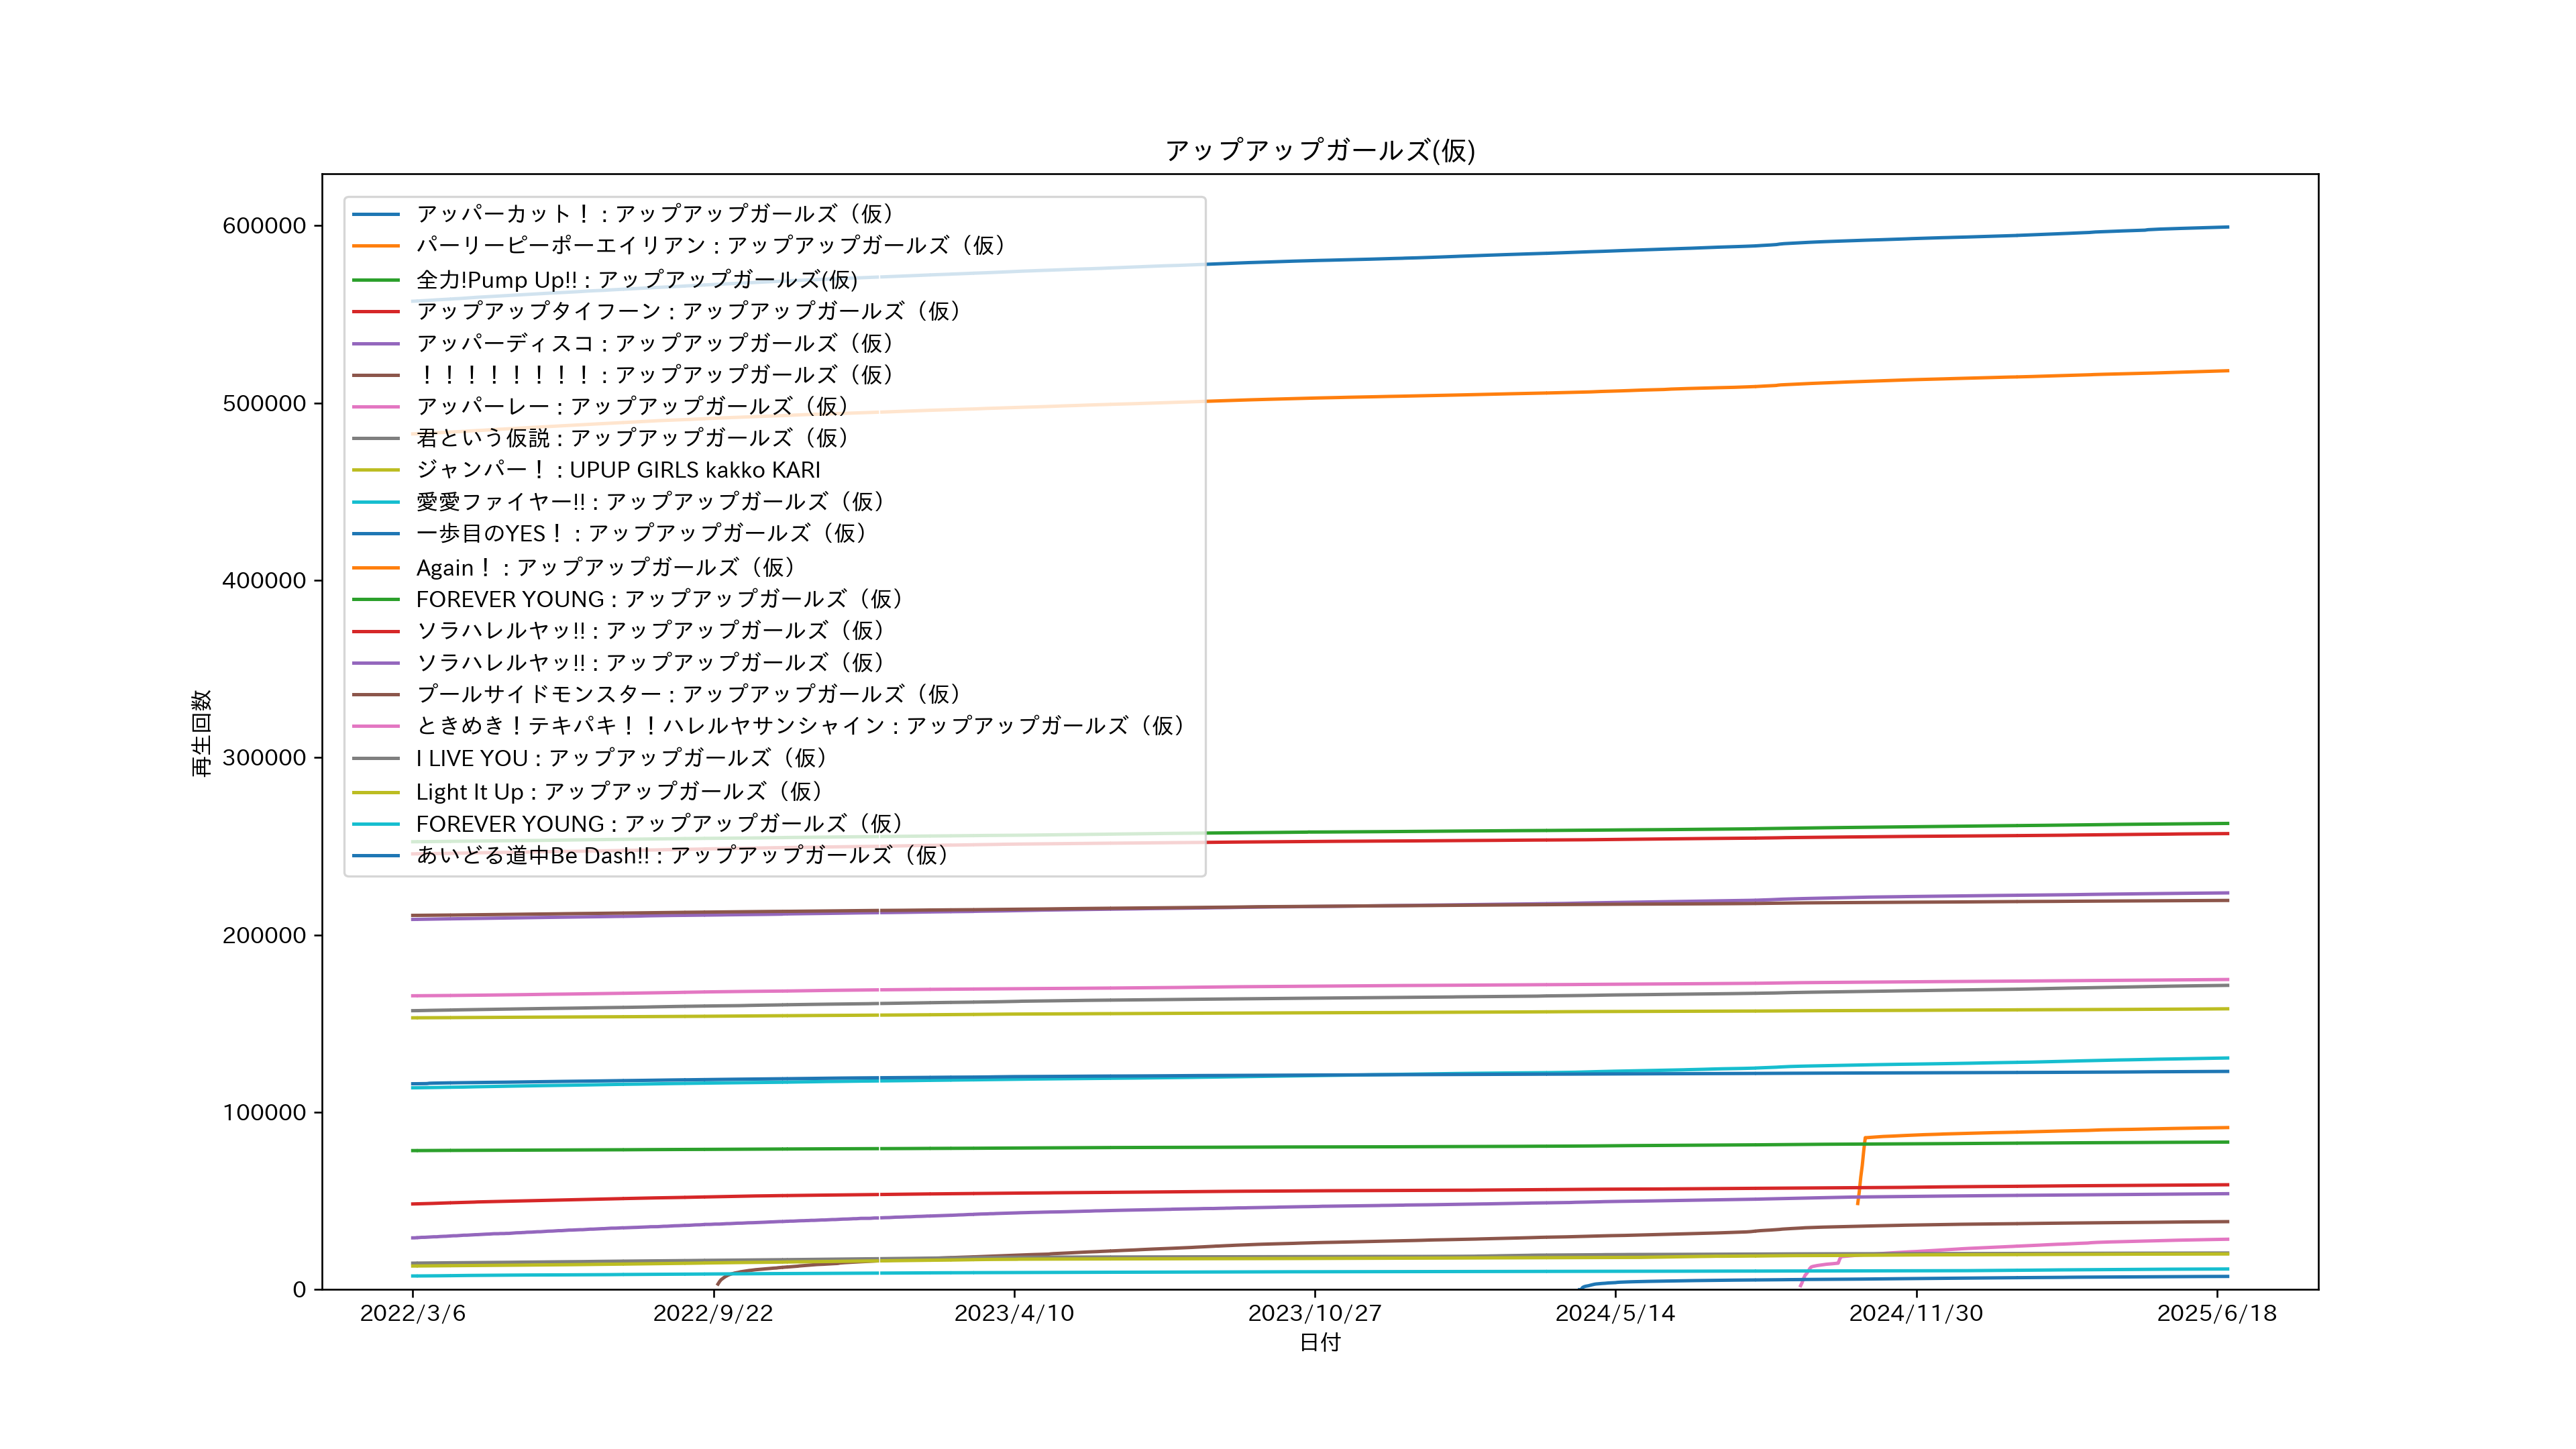 アップアップガールズ(仮)
アッパーカット！ : アップアップガールズ（仮）
パーリーピーポーエイリアン : アップアップガールズ（仮）
全力!Pump Up!! : アップアップガールズ(仮)
アップアップタイフーン : アップアップガールズ（仮）
アッパーディスコ : アップアップガールズ（仮）
！！！！！！！！ : アップアップガールズ（仮）
アッパーレー : アップアップガールズ（仮）
君という仮説 : アップアップガールズ（仮）
ジャンパー！ : UPUP GIRLS kakko KARI
愛愛ファイヤー!! : アップアップガールズ（仮）
一歩目のYES！ : アップアップガールズ（仮）
Again！ : アップアップガールズ（仮）
FOREVER YOUNG : アップアップガールズ（仮）
ソラハレルヤッ!! : アップアップガールズ（仮）
ソラハレルヤッ!! : アップアップガールズ（仮）
プールサイドモンスター : アップアップガールズ（仮）
ときめき！テキパキ！！ハレルヤサンシャイン : アップアップガールズ（仮）
I LIVE YOU : アップアップガールズ（仮）
Light It Up : アップアップガールズ（仮）
FOREVER YOUNG : アップアップガールズ（仮）
あいどる道中Be Dash!! : アップアップガールズ（仮）
600000
500000
400000
300000
200000
100000
0
再生回数
2022/3/6 2022/9/22 2023/4/10 2023/10/27 2024/5/14 2024/11/30 2025/6/18
日付